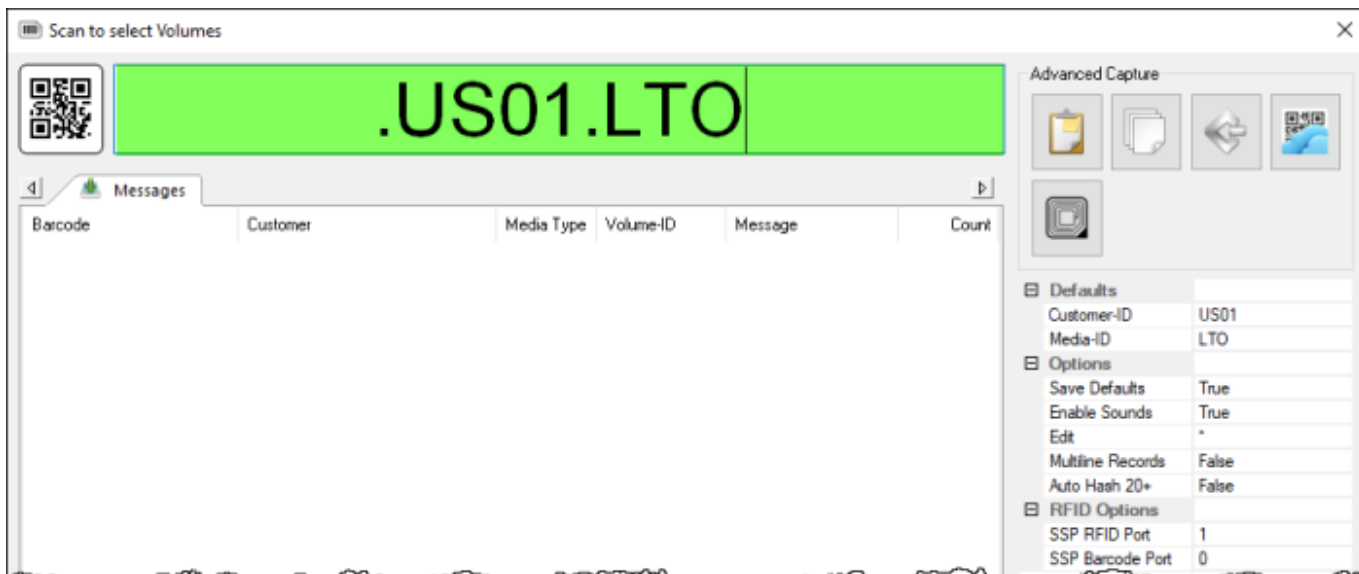 Scan to select Volumes
.US01.LTO
Advanced Capture
Messages
Barcode Customer Media Type Volume-ID Message Count
Defaults
Customer-ID US01
Media-ID LTO
Options
Save Defaults True
Enable Sounds True
Edit *
Multiline Records False
Auto Hash 20+ False
RFID Options
SSP RFID Port 1
SSP Barcode Port 0